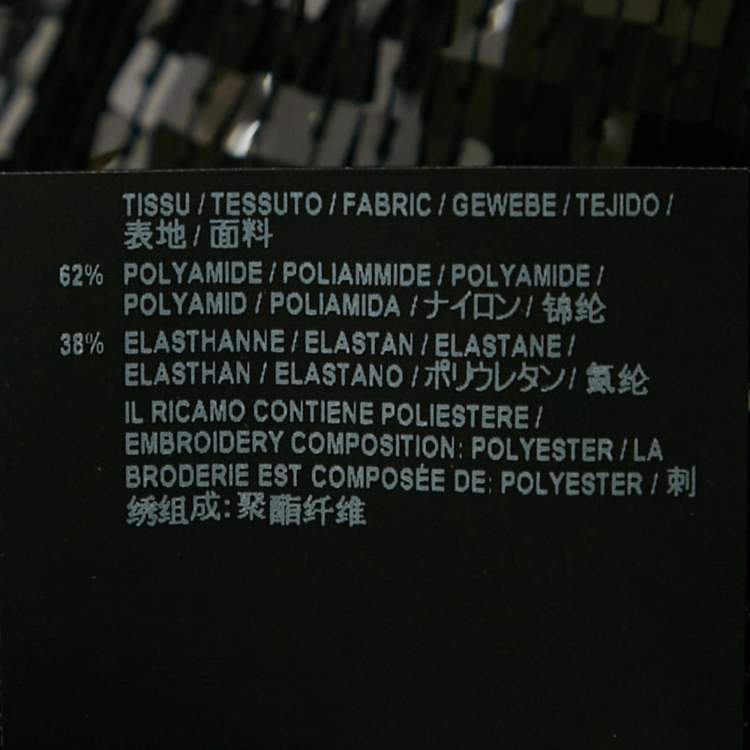 TISSU / TESSUTO / FABRIC / GEWEBE / TEJIDO /
表地 / 面料
62% POLYAMIDE / POLIAMMIDE / POLYAMIDE /
POLYAMID / POLIAMIDA / ナイロン / 锦纶
38% ELASTHANNE / ELASTAN / ELASTANE /
ELASTHAN / ELASTANO / ポリウレタン / 氨纶
IL RICAMO CONTIENE POLIESTERE /
EMBROIDERY COMPOSITION: POLYESTER / LA
BRODERIE EST COMPOSÉE DE: POLYESTER / 刺
绣组成: 聚酯纤维